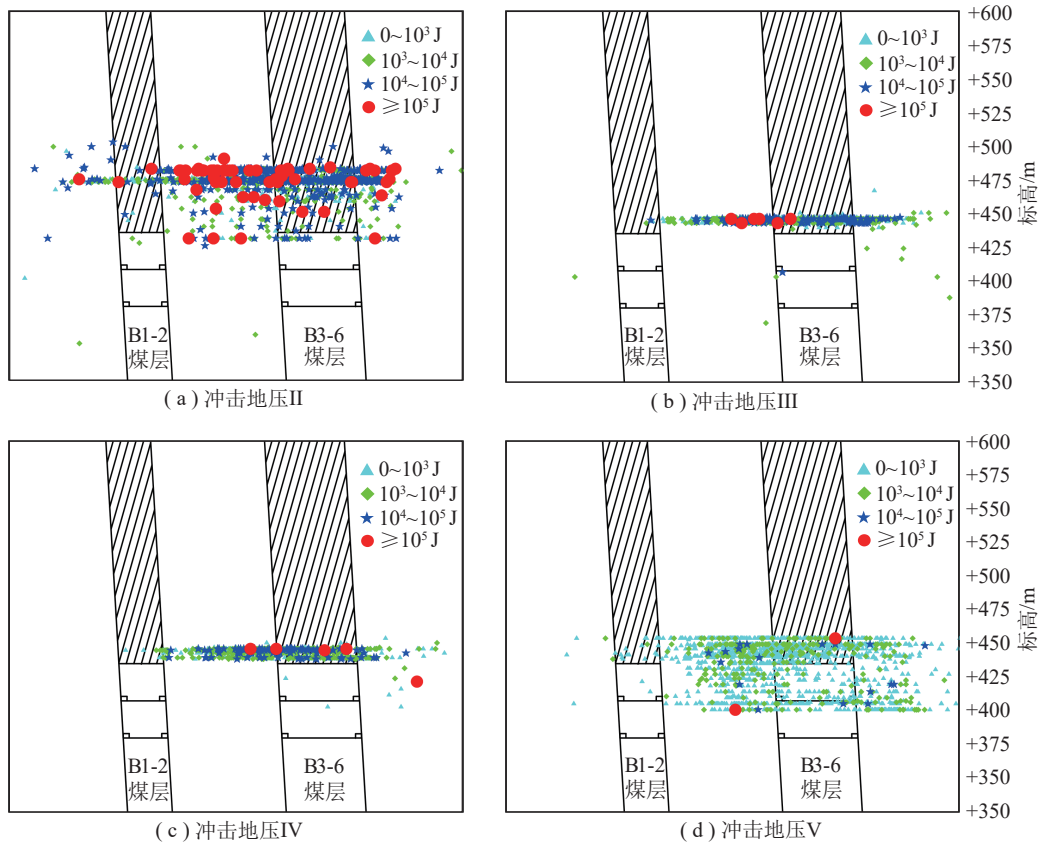 0~10³ J
10³~10⁴ J
10⁴~10⁵ J
≥10⁵ J
B1-2
煤层
B3-6
煤层
(a)冲击地压II
0~10³ J
10³~10⁴ J
10⁴~10⁵ J
≥10⁵ J
B1-2
煤层
B3-6
煤层
+600
+575
+550
+525
+500
+475
+450
+425
+400
+375
+350
标高/m
(b)冲击地压III
0~10³ J
10³~10⁴ J
10⁴~10⁵ J
≥10⁵ J
B1-2
煤层
B3-6
煤层
(c)冲击地压IV
0~10³ J
10³~10⁴ J
10⁴~10⁵ J
≥10⁵ J
B1-2
煤层
B3-6
煤层
+600
+575
+550
+525
+500
+475
+450
+425
+400
+375
+350
标高/m
(d)冲击地压V